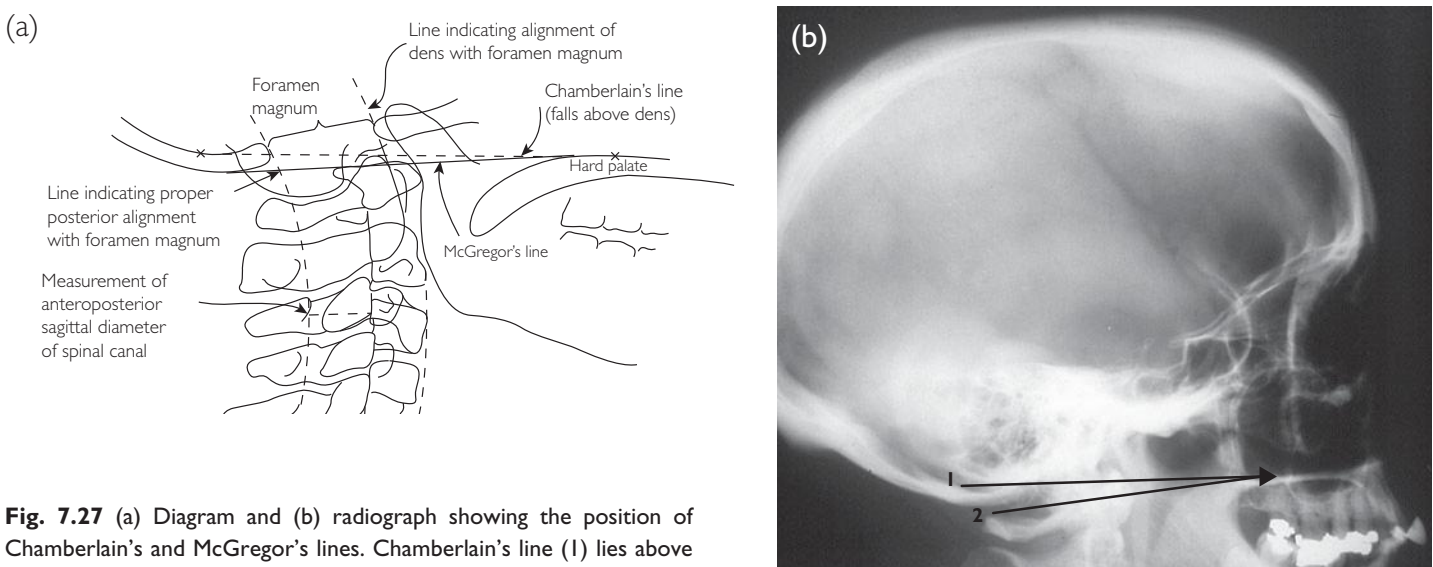 (a)
Line indicating alignment of
dens with foramen magnum
Foramen
magnum
Chamberlain's line
(falls above dens)
Hard palate
Line indicating proper
posterior alignment
with foramen magnum
McGregor's line
Measurement of
anteroposterior
sagittal diameter
of spinal canal
Fig. 7.27 (a) Diagram and (b) radiograph showing the position of
Chamberlain's and McGregor's lines. Chamberlain's line (1) lies above
(b)
1
2